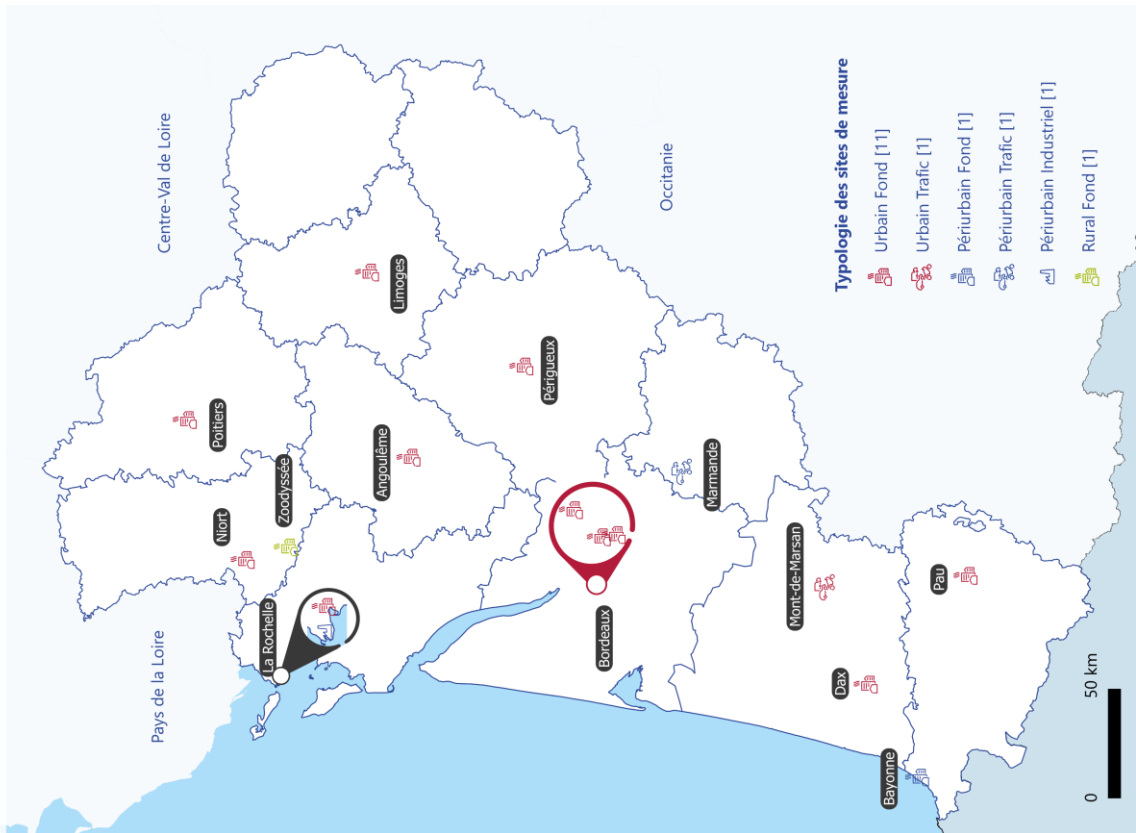 Centre-Val de Loire
Pays de la Loire
Occitanie
Poitiers
Niort
Zoodyssée
La Rochelle
Limoges
Angoulême
Périgueux
Bordeaux
Marmande
Mont-de-Marsan
Dax
Pau
Bayonne
Typologie des sites de mesure
Urbain Fond [11]
Urbain Trafic [1]
Périurbain Fond [1]
Périurbain Trafic [1]
Périurbain Industriel [1]
Rural Fond [1]
0 50 km